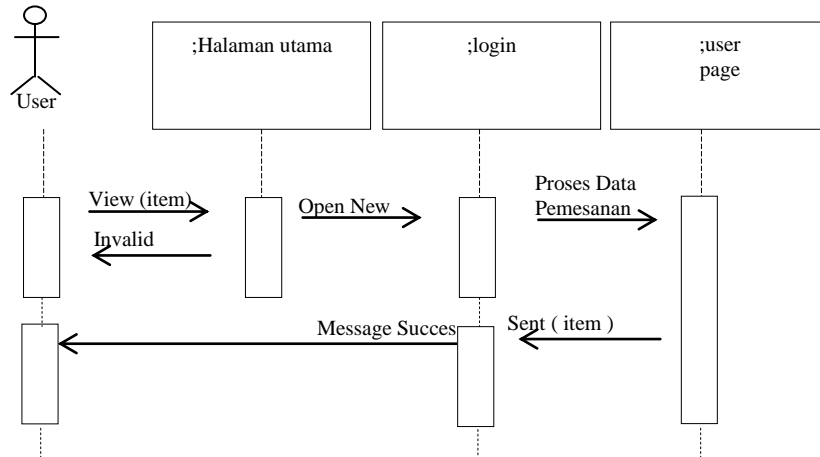 ;Halaman utama
;login
;user
page
User
View (item)
Open New
Proses Data
Pemesanan
Invalid
Message Succes
Sent ( item )